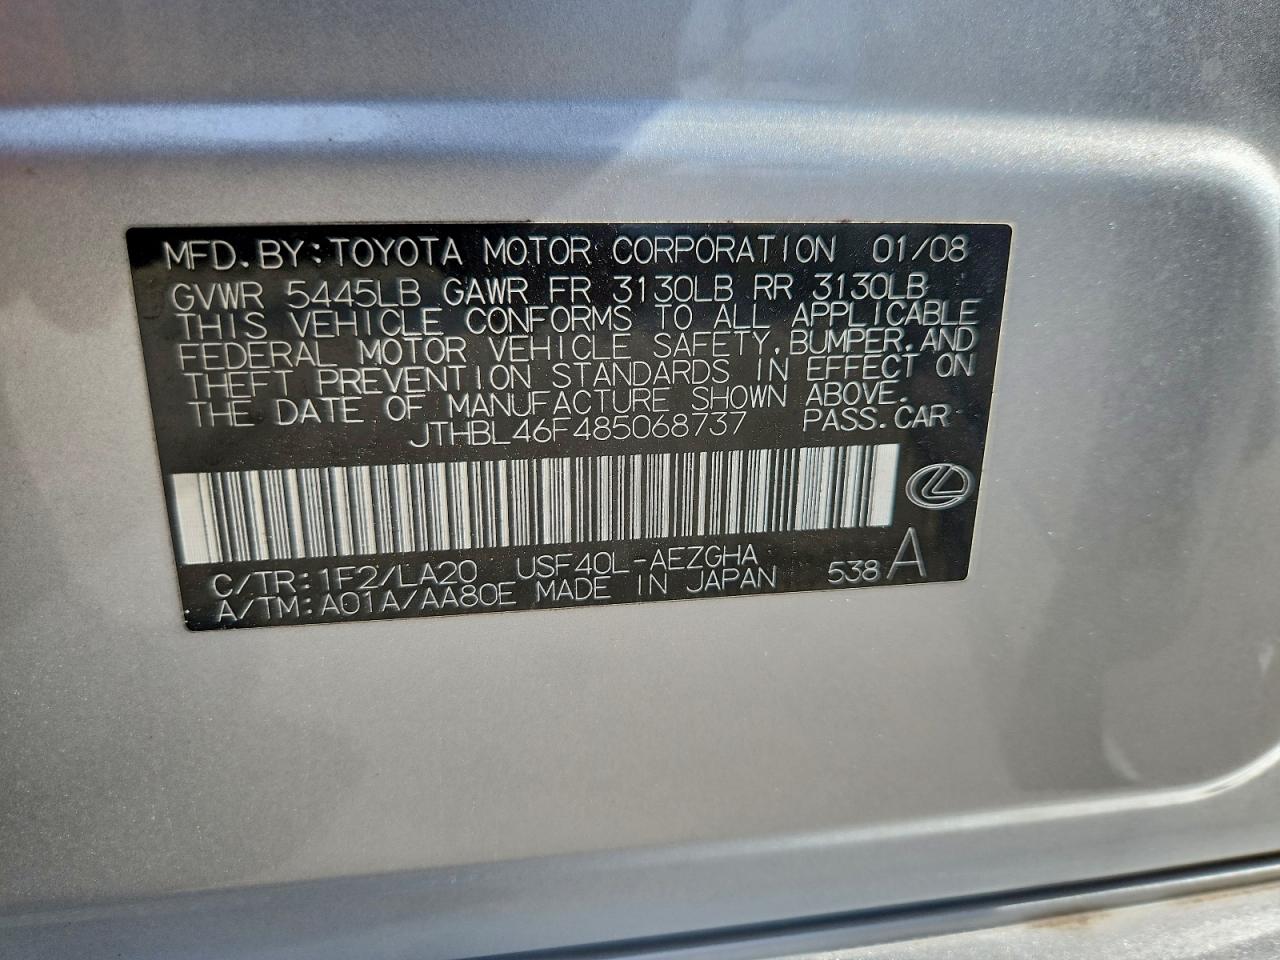 MFD. BY: TOYOTA MOTOR CORPORATION 01/08
GVWR 5445LB GAWR FR 3130LB RR 3130LB
THIS VEHICLE CONFORMS TO ALL APPLICABLE
FEDERAL MOTOR VEHICLE SAFETY, BUMPER, AND
THEFT PREVENTION STANDARDS IN EFFECT ON
THE DATE OF MANUFACTURE SHOWN ABOVE.
JTHBL46F485068737 PASS. CAR
C/TR: 1F2/LA20 USF40L-AEZGHA
A/TM: A01A/AA80E MADE IN JAPAN 538 A